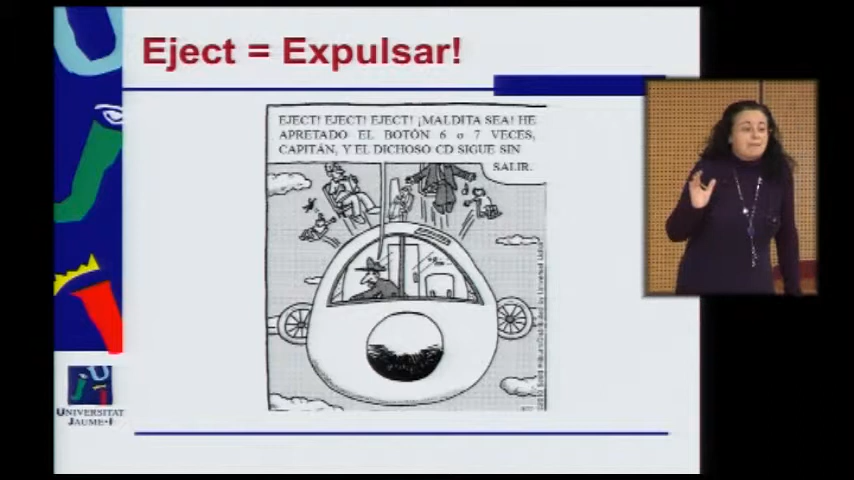 Eject = Expulsar!
EJECT! EJECT! EJECT! ¡MALDITA SEA! HE
APRETADO EL BOTÓN 6 o 7 VECES,
CAPITÁN, Y EL DICHOSO CD SIGUE SIN
SALIR.
UNIVERSITAT
JAUME·I